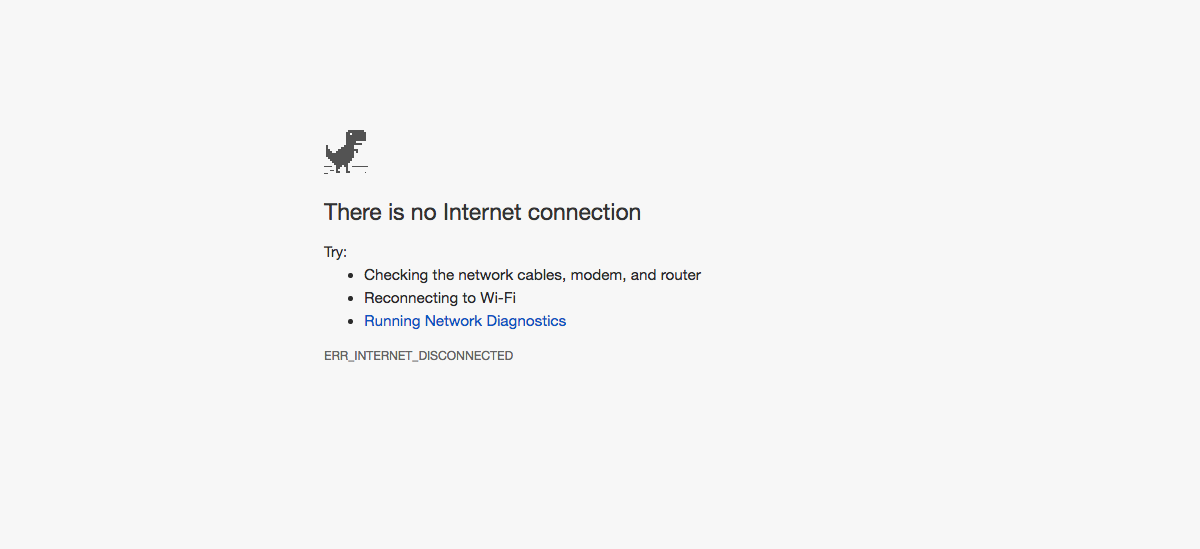 There is no Internet connection
Try:
Checking the network cables, modem, and router
Reconnecting to Wi-Fi
Running Network Diagnostics
ERR_INTERNET_DISCONNECTED